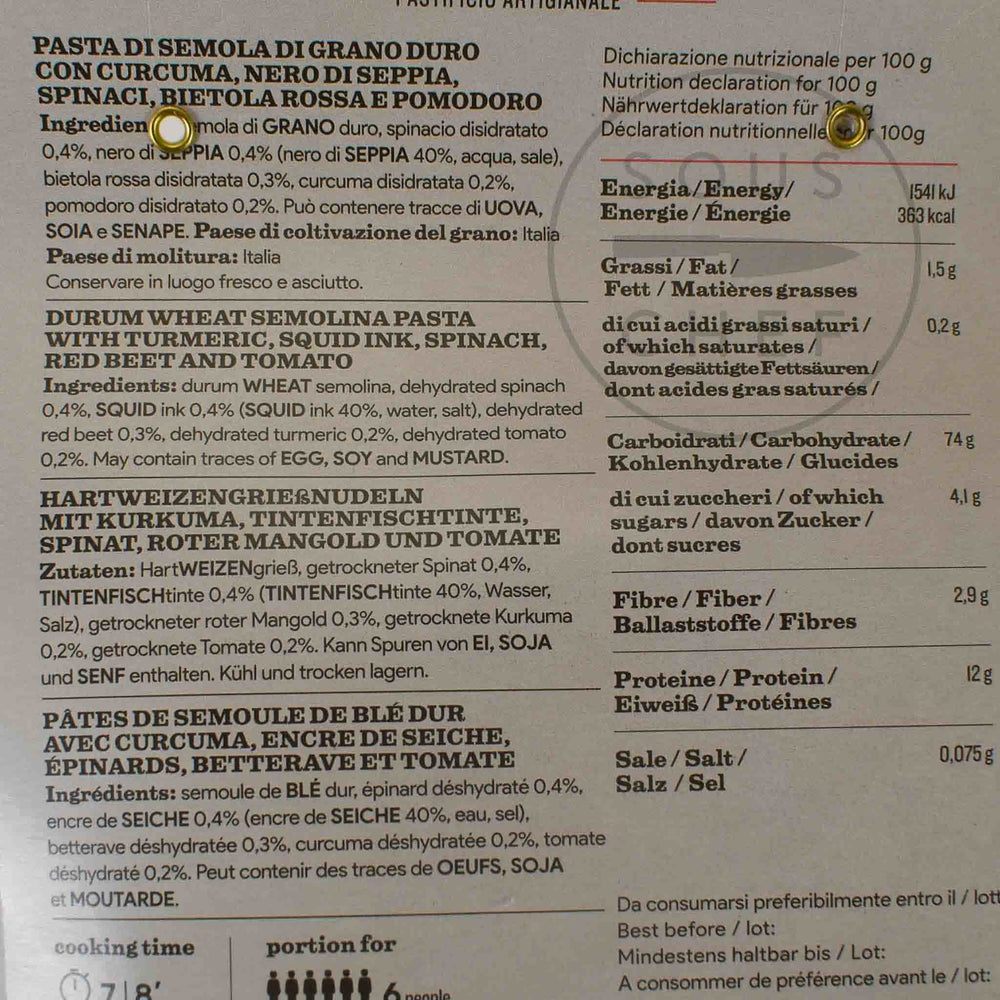 PASTIFICIO ARTIGIANALE
PASTA DI SEMOLA DI GRANO DURO
CON CURCUMA, NERO DI SEPPIA,
SPINACI, BIETOLA ROSSA E POMODORO
di GRANO duro, spinacio disidratato
0,4%, nero di SEPPIA 0,4% (nero di SEPPIA 40%, acqua, sale),
bietola rossa disidratata 0,3%, curcuma disidratata 0,2%,
pomodoro disidratato 0,2%. Può contenere tracce di UOVA,
SOIA e SENAPE. Paese di coltivazione del grano: Italia
Paese di molitura: Italia
Conservare in luogo fresco e asciutto.
DURUM WHEAT SEMOLINA PASTA
WITH TURMERIC, SQUID INK, SPINACH,
RED BEET AND TOMATO
Ingredients: durum WHEAT semolina, dehydrated spinach
0,4%, SQUID ink 0,4% (SQUID ink 40%, water, salt), dehydrated
red beet 0,3%, dehydrated turmeric 0,2%, dehydrated tomato
0,2%. May contain traces of EGG, SOY and MUSTARD.
HARTWEIZENGRIEßNUDELN
MIT KURKUMA, TINTENFISCHTINTE,
SPINAT, ROTER MANGOLD UND TOMATE
Zutaten: HartWEIZENgrieß, getrockneter Spinat 0,4%,
TINTENFISCHtinte 0,4% (TINTENFISCHtinte 40%, Wasser,
Salz), getrockneter roter Mangold 0,3%, getrocknete Kurkuma
0,2%, getrocknete Tomate 0,2%. Kann Spuren von EI, SOJA
und SENF enthalten. Kühl und trocken lagern.
PÂTES DE SEMOULE DE BLÉ DUR
AVEC CURCUMA, ENCRE DE SEICHE,
ÉPINARDS, BETTERAVE ET TOMATE
Ingrédients: semoule de BLÉ dur, épinard déshydraté 0,4%,
encre de SEICHE 0,4% (encre de SEICHE 40%, eau, sel),
betterave déshydratée 0,3%, curcuma déshydratée 0,2%, tomate
déshydraté 0,2%. Peut contenir des traces de OEUFS, SOJA
et MOUTARDE.
cooking time
7|8'
portion for
6 people
Dichiarazione nutrizionale per 100 g
Nutrition declaration for 100 g
Nährwertdeklaration für g
Déclaration nutritionnelle 100g
Energia/Energy/ 1541 kJ
Energie / Énergie 363 kcal
Grassi / Fat / 1,5 g
Fett / Matières grasses
di cui acidi grassi saturi / 0,2 g
of which saturates /
davon gesättigte Fettsäuren /
dont acides gras saturés /
Carboidrati / Carbohydrate / 74 g
Kohlenhydrate / Glucides
di cui zuccheri / of which 4,1 g
sugars / davon Zucker /
dont sucres
Fibre / Fiber / 2,9 g
Ballaststoffe / Fibres
Proteine / Protein / 12 g
Eiweiß / Protéines
Sale / Salt / 0,075 g
Salz / Sel
Da consumarsi preferibilmente entro il / lott
Best before / lot:
Mindestens haltbar bis / Lot:
A consommer de préférence avant le / lot:
SOUS
CHEF